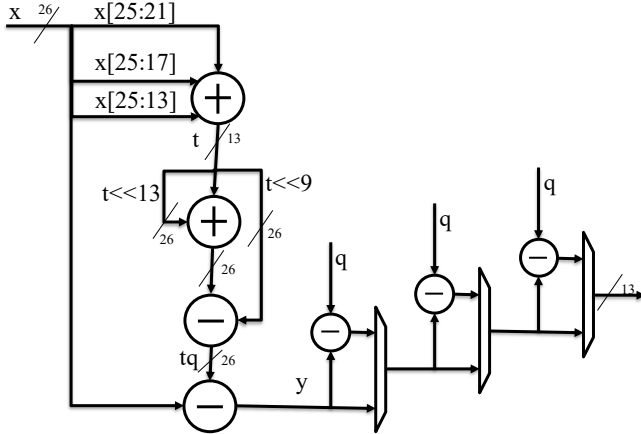 x 26 x[25:21]
x[25:17]
x[25:13]
t 13
t<<13 t<<9
26 26
26
tq 26
y
q
q
q
13